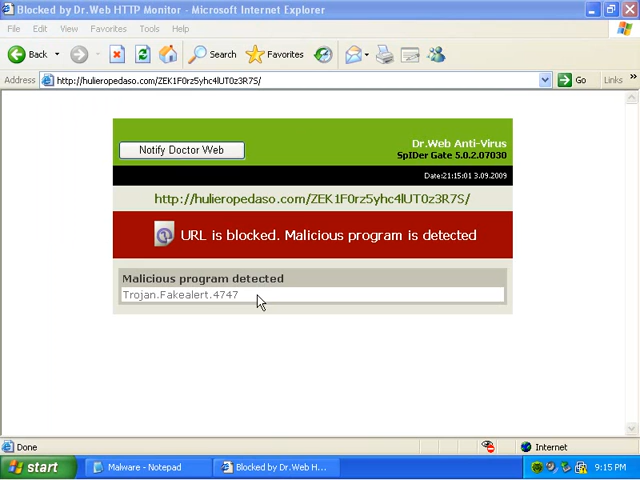 Blocked by Dr.Web HTTP Monitor - Microsoft Internet Explorer
File Edit View Favorites Tools Help
Back Search Favorites
Address http://hulieropedaso.com/ZEK1F0rz5yhc4lUT0z3R7S/ Go Links »
Notify Doctor Web
Dr.Web Anti-Virus
SpIDer Gate 5.0.2.07030
Date:21:15:01 3.09.2009
http://hulieropedaso.com/ZEK1F0rz5yhc4lUT0z3R7S/
URL is blocked. Malicious program is detected
Malicious program detected
Trojan.Fakealert.4747
Done Internet
start Malware - Notepad Blocked by Dr.Web H... 9:15 PM